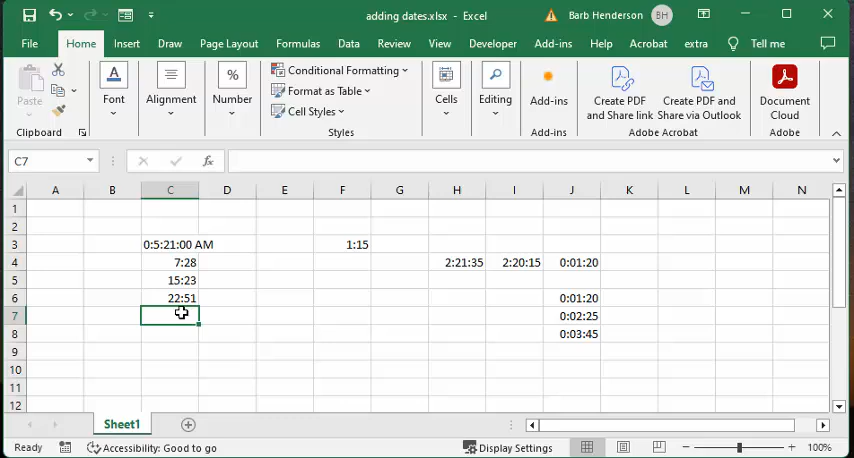 adding dates.xlsx - Excel
Barb Henderson BH
File Home Insert Draw Page Layout Formulas Data Review View Developer Add-ins Help Acrobat extra Tell me
Paste
Font
Alignment
%
Number
Conditional Formatting
Format as Table
Cell Styles
Cells
Editing
Add-ins
Create PDF
and Share link
Create PDF and
Share via Outlook
Document
Cloud
Clipboard
Styles
Add-ins
Adobe Acrobat
Adobe
C7
fx
A B C D E F G H I J K L M N
1
2
3 0:5:21:00 AM 1:15
4 7:28 2:21:35 2:20:15 0:01:20
5 15:23
6 22:51 0:01:20
7 0:02:25
8 0:03:45
9
10
11
12
Sheet1
Ready Accessibility: Good to go Display Settings 100%